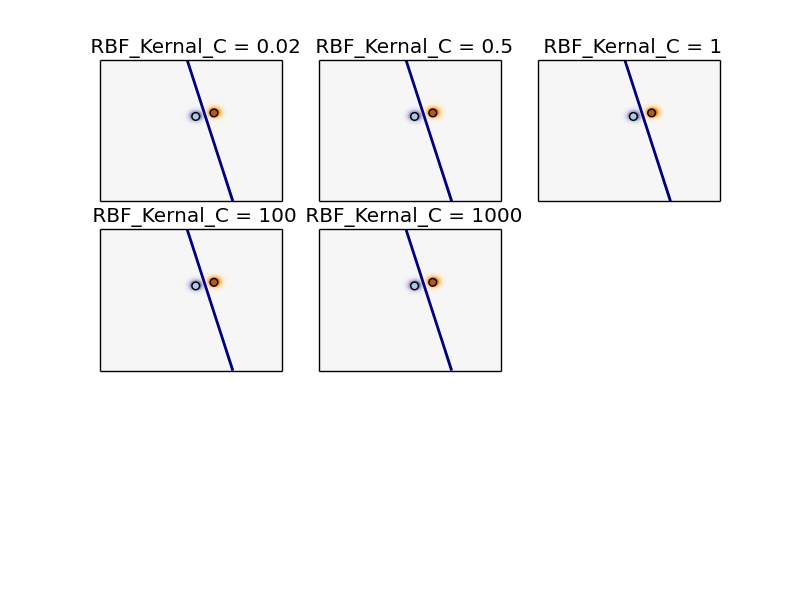 RBF_Kernal_C = 0.02
RBF_Kernal_C = 0.5
RBF_Kernal_C = 1
RBF_Kernal_C = 100
RBF_Kernal_C = 1000